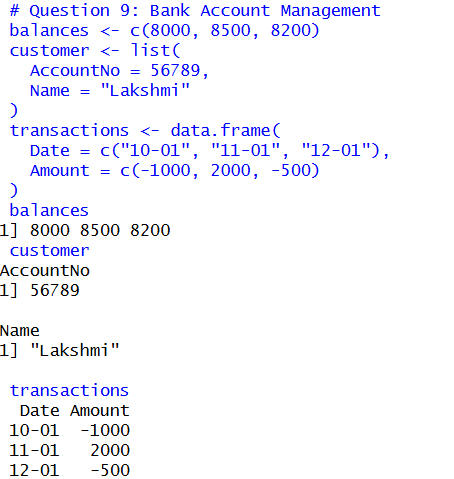 # Question 9: Bank Account Management
balances <- c(8000, 8500, 8200)
customer <- list(
  AccountNo = 56789,
  Name = "Lakshmi"
)
transactions <- data.frame(
  Date = c("10-01", "11-01", "12-01"),
  Amount = c(-1000, 2000, -500)
)
balances
1] 8000 8500 8200
customer
AccountNo
1] 56789

Name
1] "Lakshmi"

transactions
  Date Amount
10-01  -1000
11-01   2000
12-01   -500